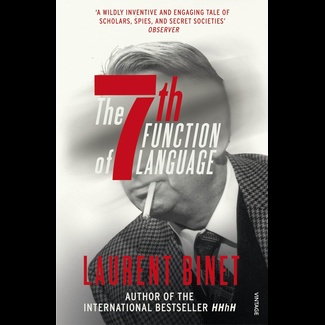 ‘A WILDLY INVENTIVE AND ENGAGING TALE OF
SCHOLARS, SPIES, AND SECRET SOCIETIES’
OBSERVER
The 7th
FUNCTION
of LANGUAGE
LAURENT BINET
AUTHOR OF THE
INTERNATIONAL BESTSELLER HHhH
VINTAGE